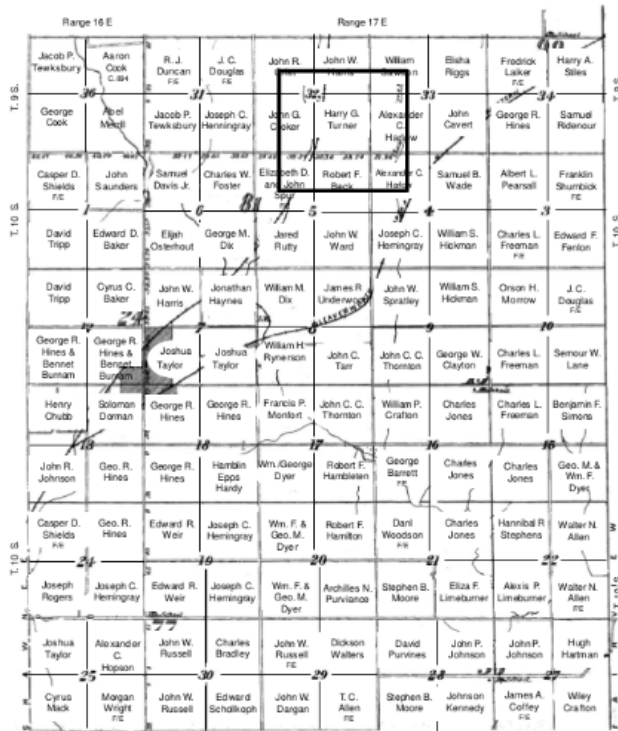 Range 16 E Range 17 E
Jacob P. Tewksbury Aaron Cook C. 894 R. J. Duncan F/E J. C. Douglas F/E John R. John W. William Elisha Riggs Fredrick Laiker F/E Harry A. Stiles
T. 9 S. 36 31 32 33 34 T. 9 S.
George Cook Abel Merrill Jacob P. Tewksbury Joseph C. Henningray John G. Cooker Harry G. Turner Alexander C. Harlow John Cavert George R. Hines Samuel Ridenour
Casper D. Shields F/E John Saunders Samuel Davis Jr. Charles W. Foster Elizabeth D. and John Spur F/E Robert F. Beck Alexander C. Harlow Samuel B. Wade Albert L. Pearsall Franklin Shumbick F/E
T. 10 S. 1 6 5 4 3 T. 10 S.
David Tripp Edward D. Baker Elijah Osterhout George M. Dix Jared Rutty John W. Ward Joseph C. Hemingray William S. Hickman Charles L. Freeman F/E Edward F. Fenlon
David Tripp Cyrus C. Baker John W. Harris Jonathan Haynes William M. Dix James R. Underwood John W. Spratley William S. Hickman Orson H. Morrow J. C. Douglas F/E
12 7 8 9 10
George R. Hines & Bennet Burnam George R. Hines & Bennet Burnam Joshua Taylor Joshua Taylor William H. Rynerson John C. Tarr John C. C. Thornton George W. Clayton Charles L. Freeman Semour W. Lane
Henry Chubb Soloman Dorman George R. Hines George R. Hines Francis P. Monfort John C. C. Thornton William P. Crafton Charles Jones Charles L. Freeman Benjamin F. Simons
13 18 17 16 15
John R. Johnson Geo. R. Hines George R. Hines Hamblin Epps Hardy Wm./George Dyer Robert F. Hambleten George Barrett F/E Charles Jones Charles Jones Geo. M. & Wm. F. Dyer
Casper D. Shields F/E Geo. R. Hines Edward R. Weir Joseph C. Hemingray Wm. F. & Geo. M. Dyer Robert F. Hamilton Danl Woodson F/E Charles Jones Hannibal R Stephens Walter N. Allen
T. 10 S. 24 19 20 21 22
Joseph Rogers Joseph C. Hemingray Edward R. Weir Joseph C. Hemingray Wm. F. & Geo. M. Dyer Archilles N. Purviance Stephen B. Moore Eliza F. Limeburner Alexis P. Limeburner Walter N. Allen F/E
Joshua Taylor Alexander C. Hopson John W. Russell Charles Bradley John W. Russell F/E Dickson Walters David Purvines John P. Johnson John P. Johnson Hugh Hartman
25 30 29 28
Cyrus Mack Morgan Wright F/E John W. Russell Edward Schollkoph John W. Dargan T. C. Allen F/E Stephen B. Moore Johnson Kennedy James A. Coffey F/E Wiley Crafton